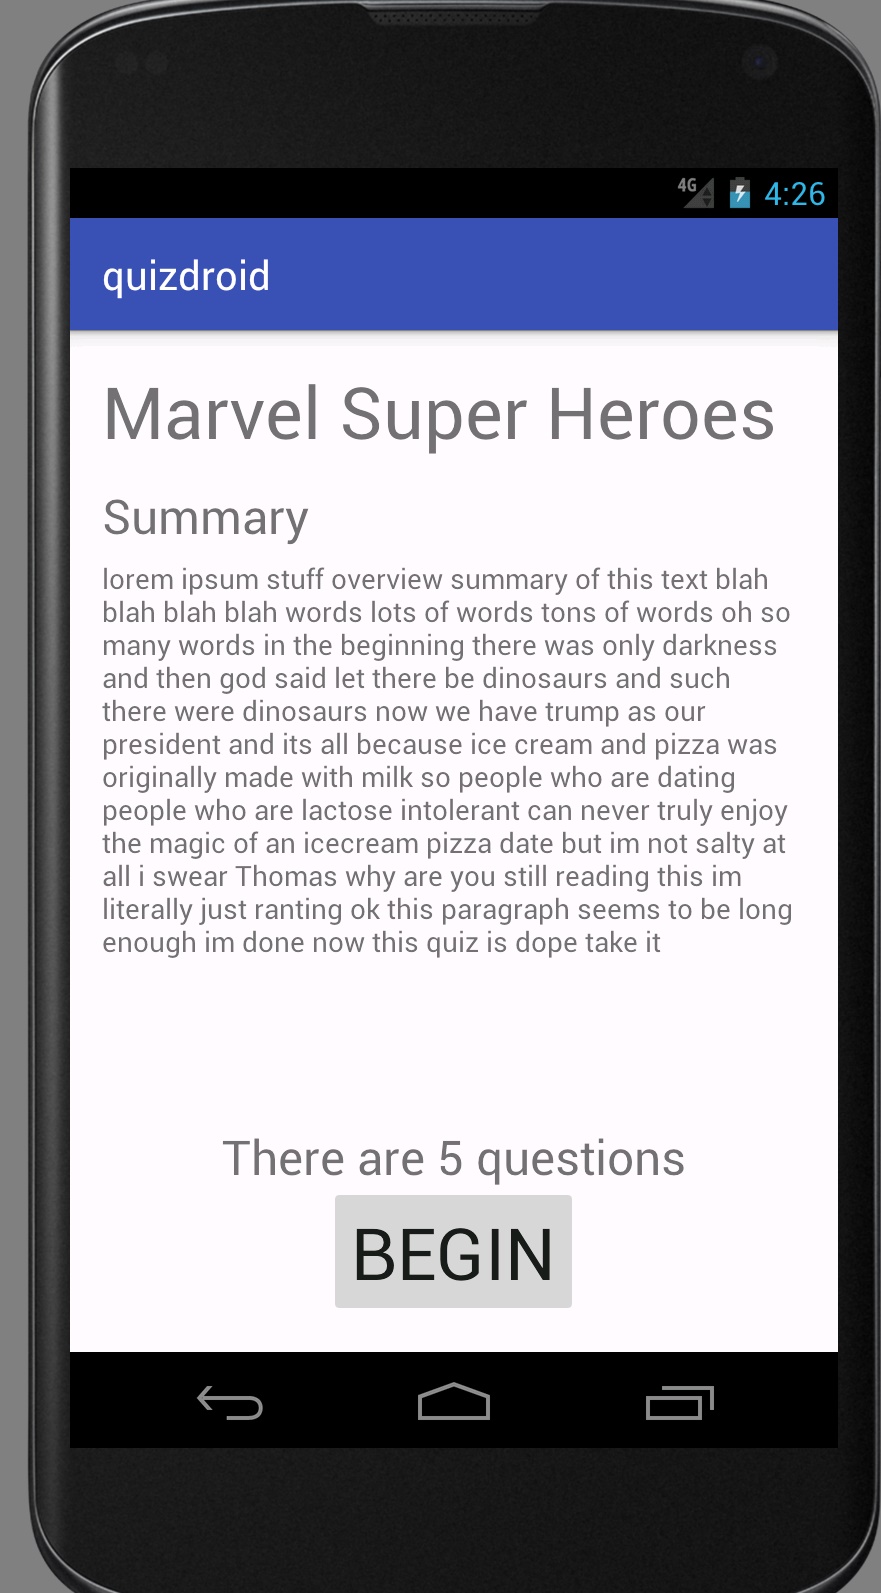 4G 4:26
quizdroid
Marvel Super Heroes
Summary
lorem ipsum stuff overview summary of this text blah
blah blah blah words lots of words tons of words oh so
many words in the beginning there was only darkness
and then god said let there be dinosaurs and such
there were dinosaurs now we have trump as our
president and its all because ice cream and pizza was
originally made with milk so people who are dating
people who are lactose intolerant can never truly enjoy
the magic of an icecream pizza date but im not salty at
all i swear Thomas why are you still reading this im
literally just ranting ok this paragraph seems to be long
enough im done now this quiz is dope take it
There are 5 questions
BEGIN